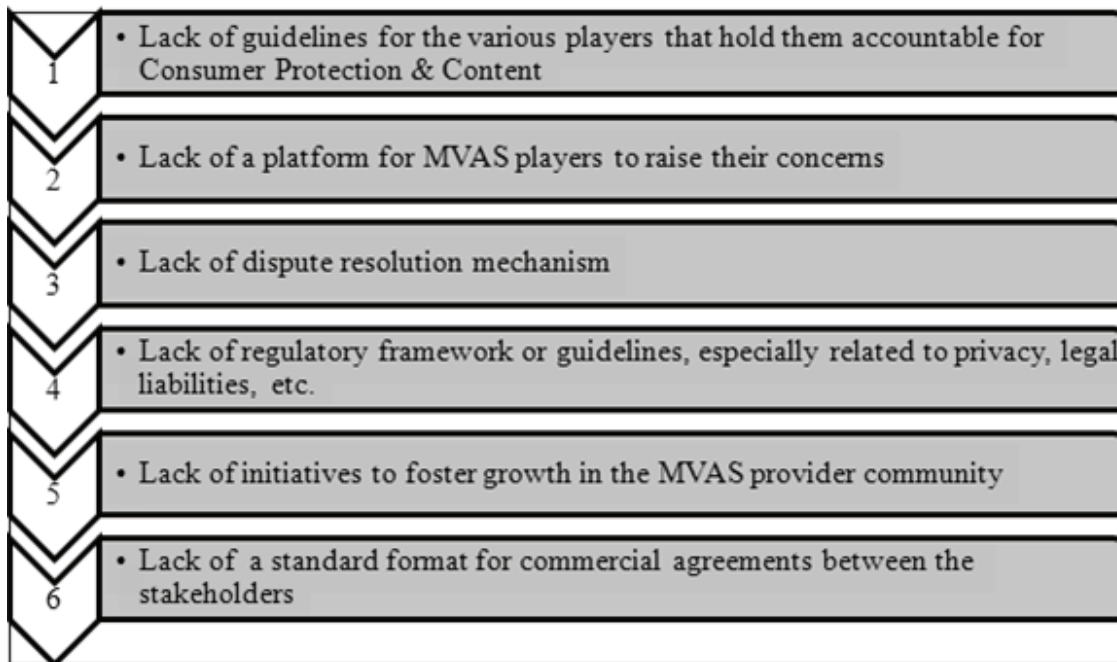 1
• Lack of guidelines for the various players that hold them accountable for
Consumer Protection & Content
2
• Lack of a platform for MVAS players to raise their concerns
3
• Lack of dispute resolution mechanism
4
• Lack of regulatory framework or guidelines, especially related to privacy, legal
liabilities, etc.
5
• Lack of initiatives to foster growth in the MVAS provider community
6
• Lack of a standard format for commercial agreements between the
stakeholders